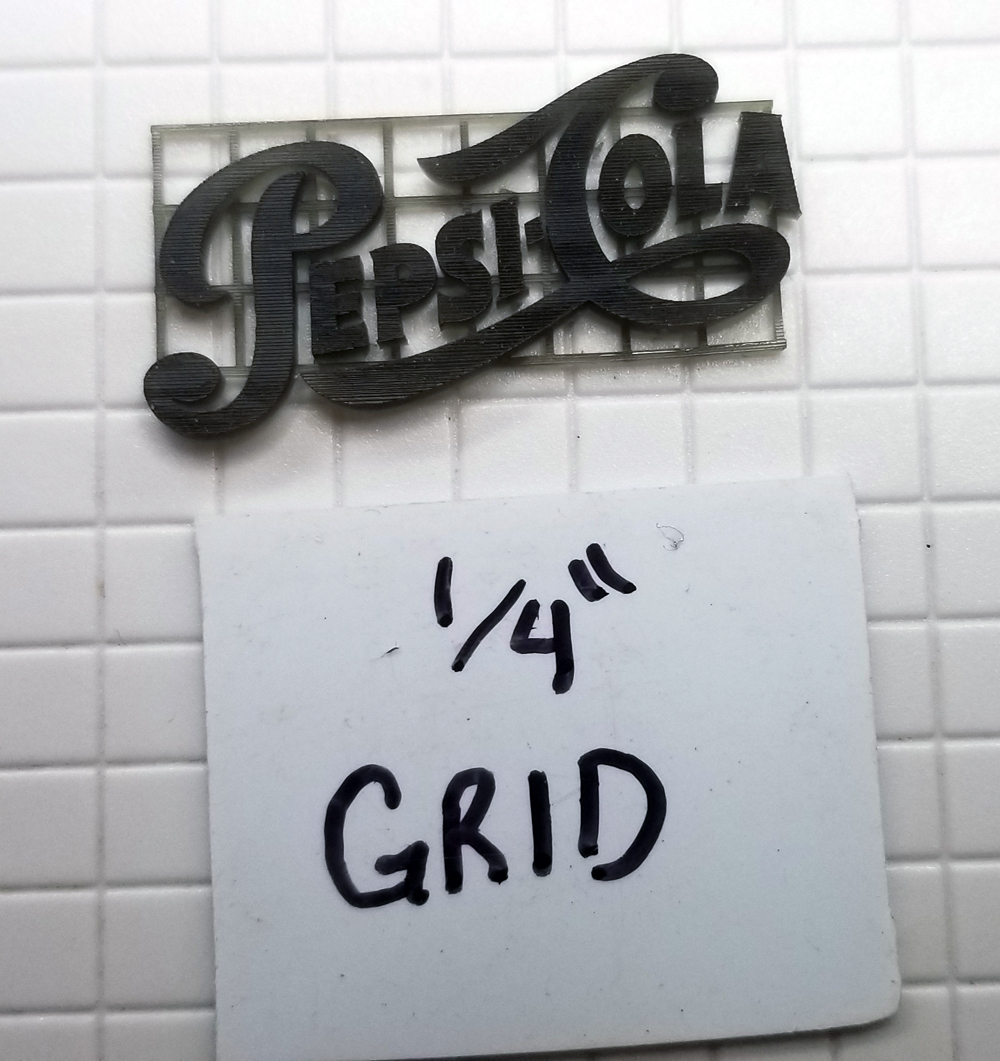 PEPSI-COLA
1/4"
GRID